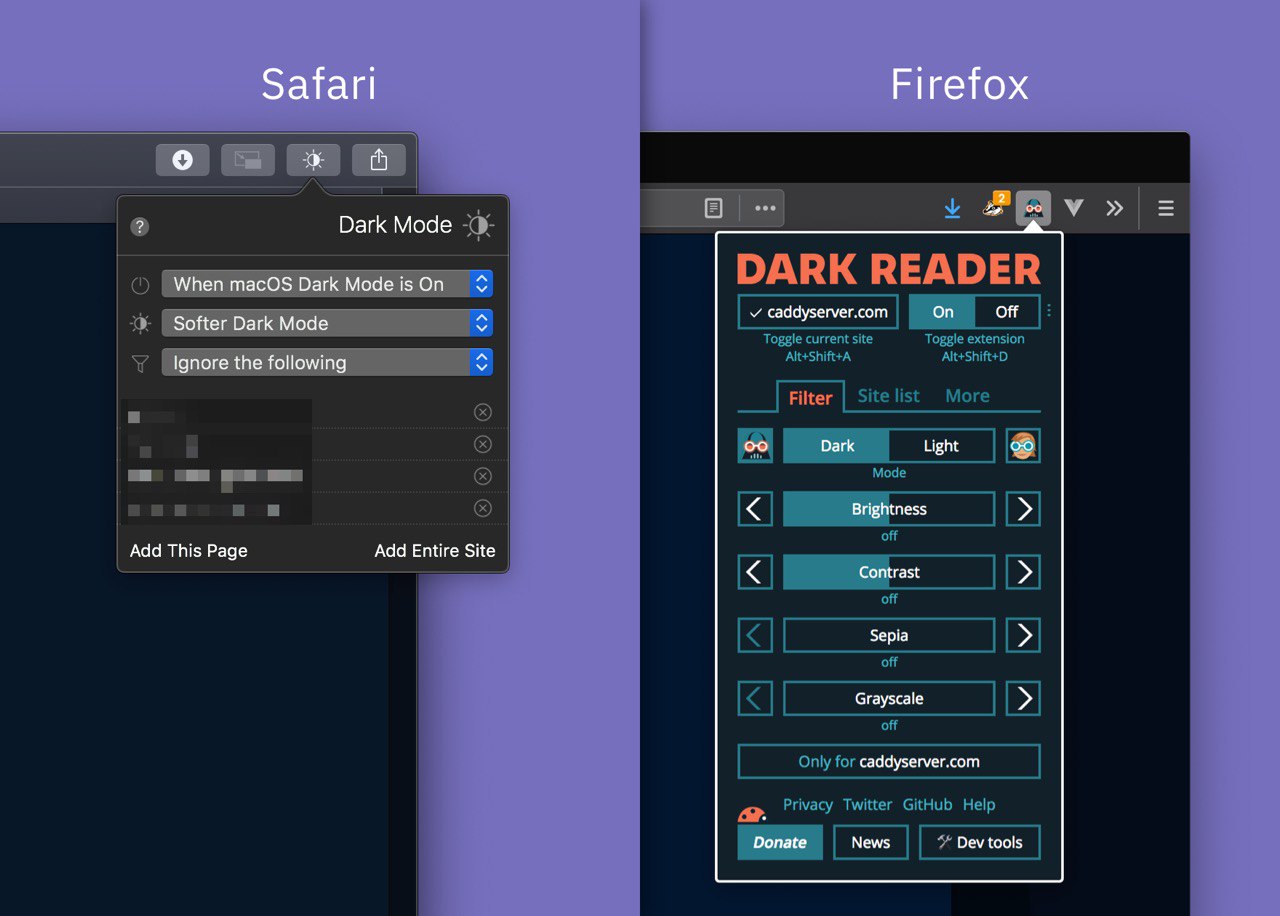 Safari
?
Dark Mode
When macOS Dark Mode is On
Softer Dark Mode
Ignore the following
Add This Page
Add Entire Site
Firefox
2
DARK READER
caddyserver.com
On
Off
Toggle current site
Alt+Shift+A
Toggle extension
Alt+Shift+D
Filter
Site list
More
Dark
Light
Mode
Brightness
off
Contrast
off
Sepia
off
Grayscale
off
Only for caddyserver.com
Privacy
Twitter
GitHub
Help
Donate
News
Dev tools